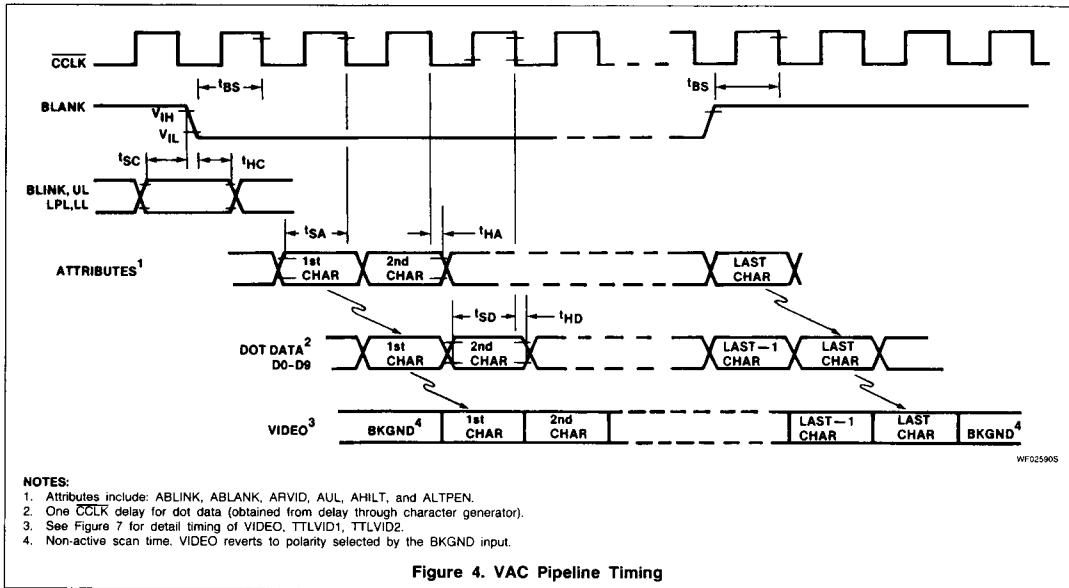 CCLK
tBS
tBS
BLANK
VIH
VIL
tSC
tHC
BLINK, UL
LPL,LL
tSA
tHA
ATTRIBUTES1
1st
CHAR
2nd
CHAR
LAST
CHAR
tSD
tHD
DOT DATA2
D0-D9
1st
CHAR
2nd
CHAR
LAST−1
CHAR
LAST
CHAR
VIDEO3
BKGND4
1st
CHAR
2nd
CHAR
LAST−1
CHAR
LAST
CHAR
BKGND4
WF02590S
NOTES:
1. Attributes include: ABLINK, ABLANK, ARVID, AUL, AHILT, and ALTPEN.
2. One CCLK delay for dot data (obtained from delay through character generator).
3. See Figure 7 for detail timing of VIDEO, TTLVID1, TTLVID2.
4. Non-active scan time. VIDEO reverts to polarity selected by the BKGND input.
Figure 4. VAC Pipeline Timing